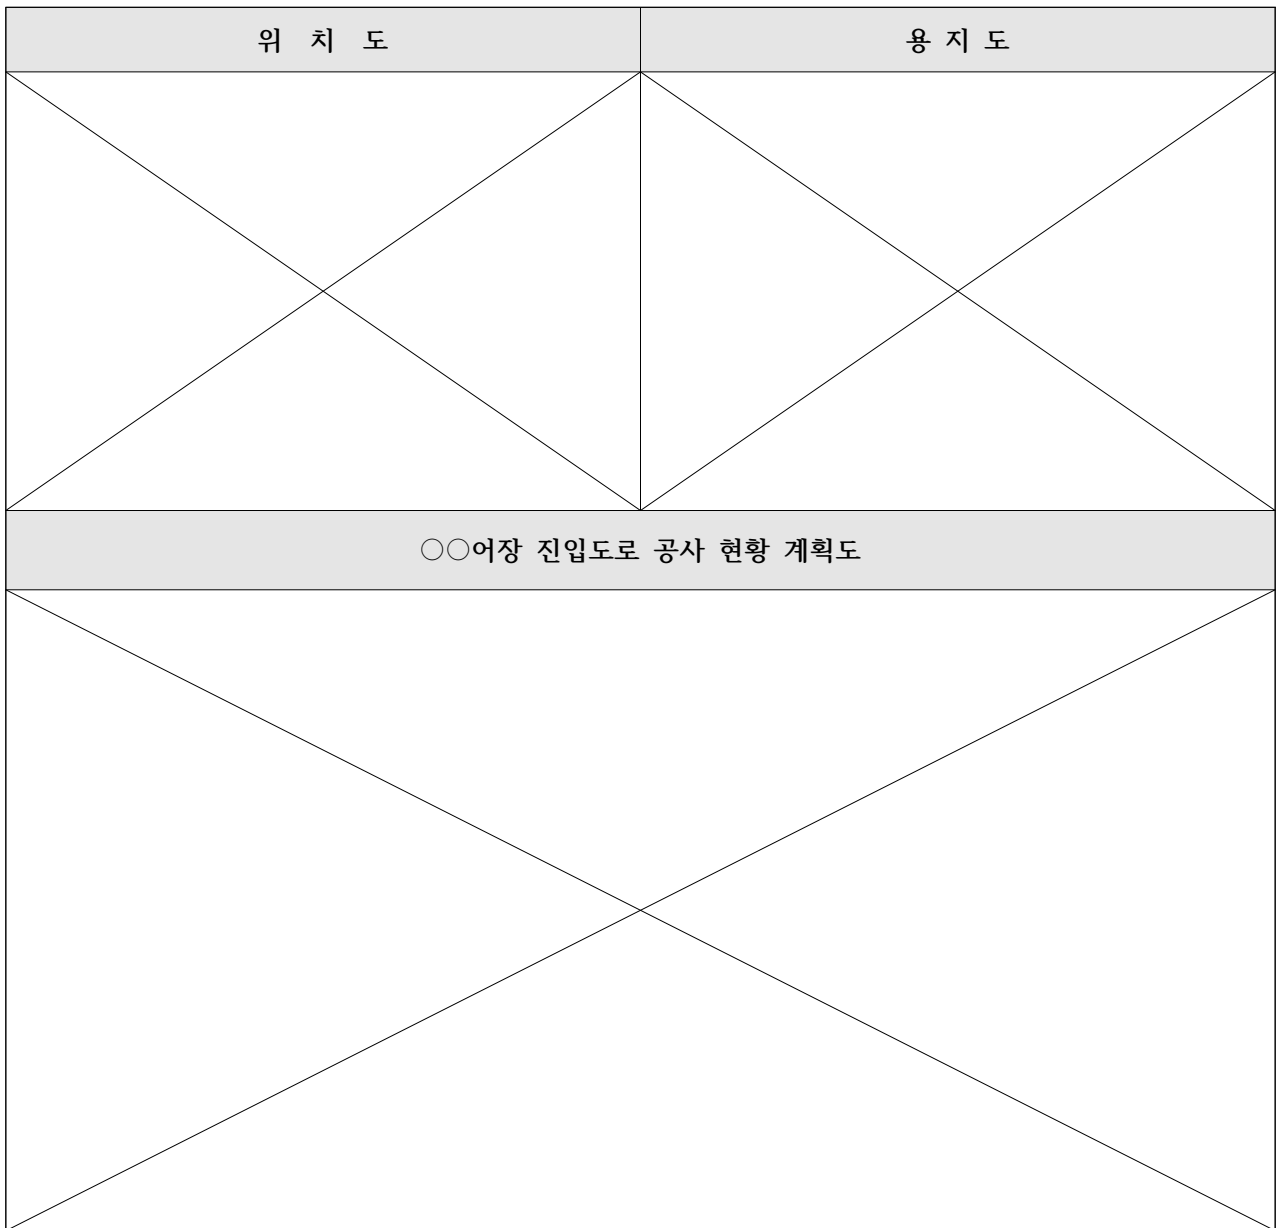 위 치 도
용 지 도
○○어장 진입도로 공사 현황 계획도